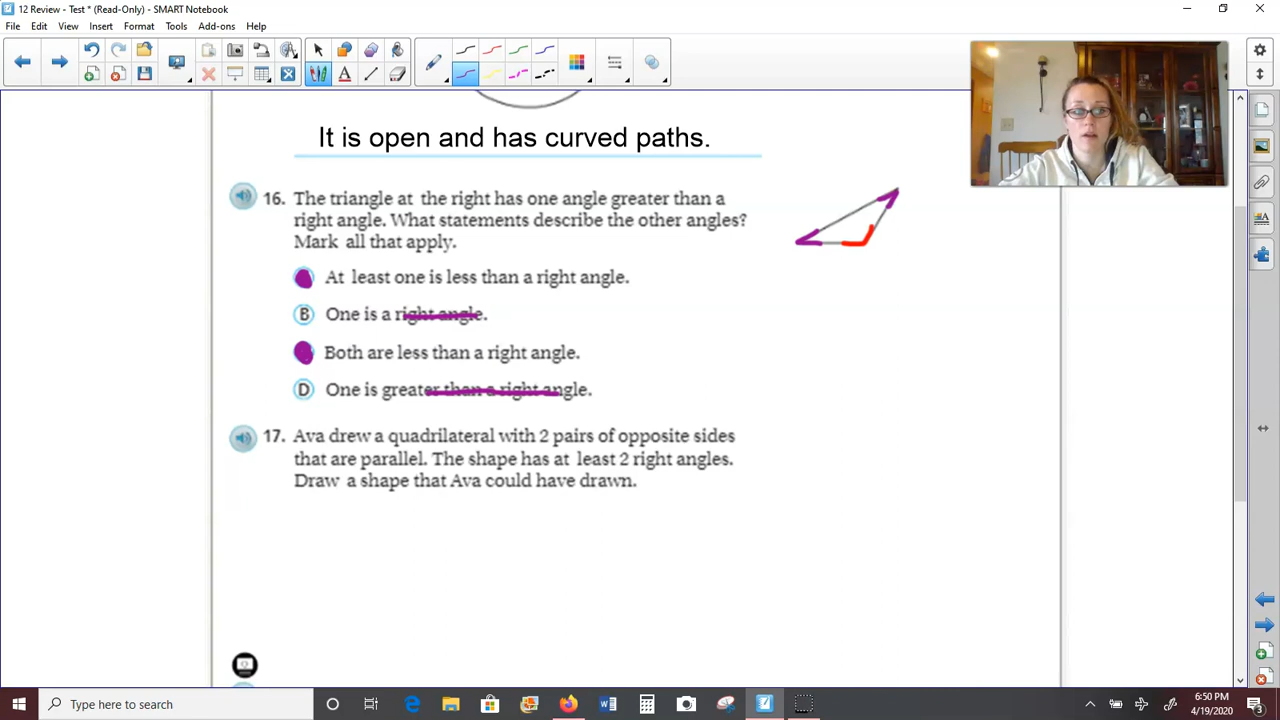 12 Review - Test * (Read-Only) - SMART Notebook
File Edit View Insert Format Tools Add-ons Help
It is open and has curved paths.
16. The triangle at the right has one angle greater than a
right angle. What statements describe the other angles?
Mark all that apply.
At least one is less than a right angle.
B One is a right angle.
Both are less than a right angle.
D One is greater than a right angle.
17. Ava drew a quadrilateral with 2 pairs of opposite sides
that are parallel. The shape has at least 2 right angles.
Draw a shape that Ava could have drawn.
Type here to search
6:50 PM
4/19/2020
3